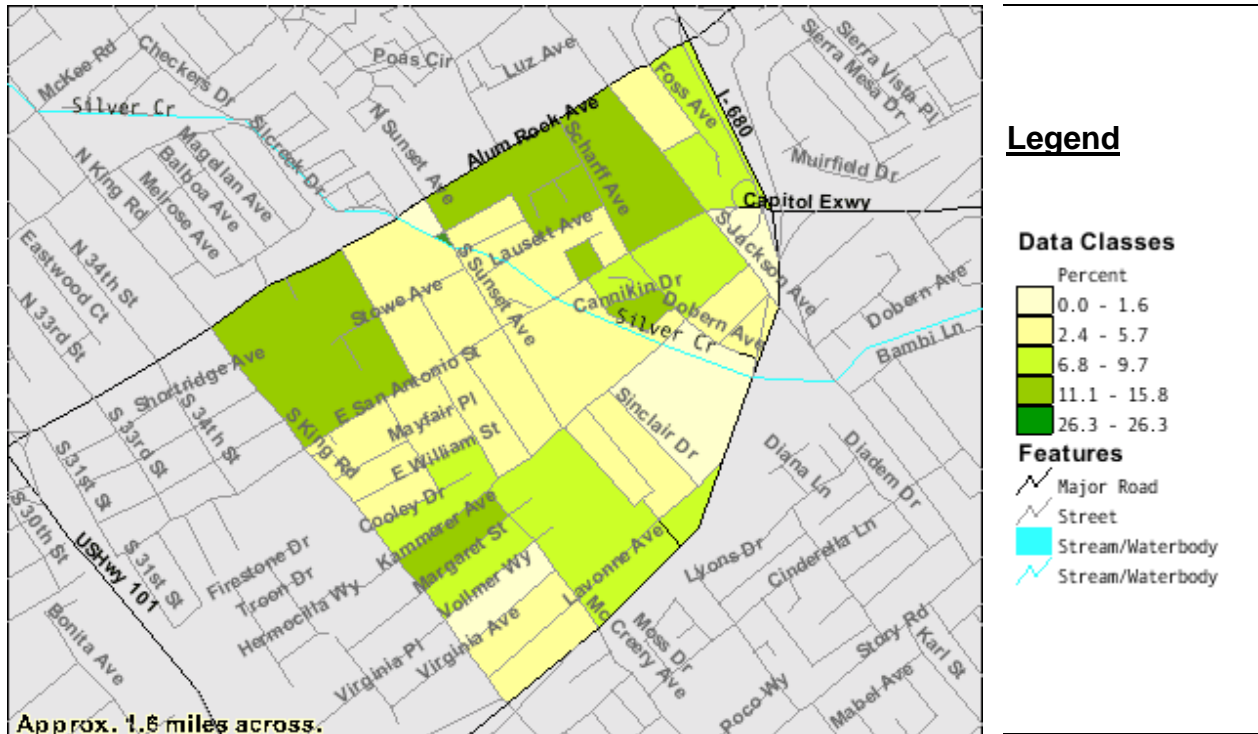 McKee Rd
Checkers Dr
Silver Cr
Poas Cir
Luz Ave
Sierra Vista Pl
Sierra Mesa Dr
Foss Ave
I-680
N Sunset Ave
Silcreek Dr
Magellan Ave
Balboa Ave
Melrose Ave
N King Rd
Alum Rock Ave
Scharff Ave
Muirfield Dr
Capitol Exwy
Eastwood Ct
N 34th St
N 33rd St
Lausett Ave
S Sunset Ave
S Jackson Ave
Stowe Ave
Cannikin Dr
Dobern Ave
Silver Cr
Dobern Ave
Bambi Ln
Shortridge Ave
E San Antonio St
Mayfair Pl
E William St
S King Rd
Sinclair Dr
S 34th St
S 33rd St
S 31st St
S 30th St
S 31st St
USHwy 101
Cooley Dr
Kammerer Ave
Margaret St
Vollmer Wy
Virginia Ave
Virginia Pl
Lavonne Ave
Mc Creery Ave
Moss Dr
Diana Ln
Diadem Dr
Lyons Dr
Cinderella Ln
Firestone Dr
Troon Dr
Hermocilla Wy
Bonita Ave
Story Rd
Karl St
Mabel Ave
Poco Wy
Approx. 1.6 miles across.
Legend
Data Classes
Percent
0.0 - 1.6
2.4 - 5.7
6.8 - 9.7
11.1 - 15.8
26.3 - 26.3
Features
Major Road
Street
Stream/Waterbody
Stream/Waterbody